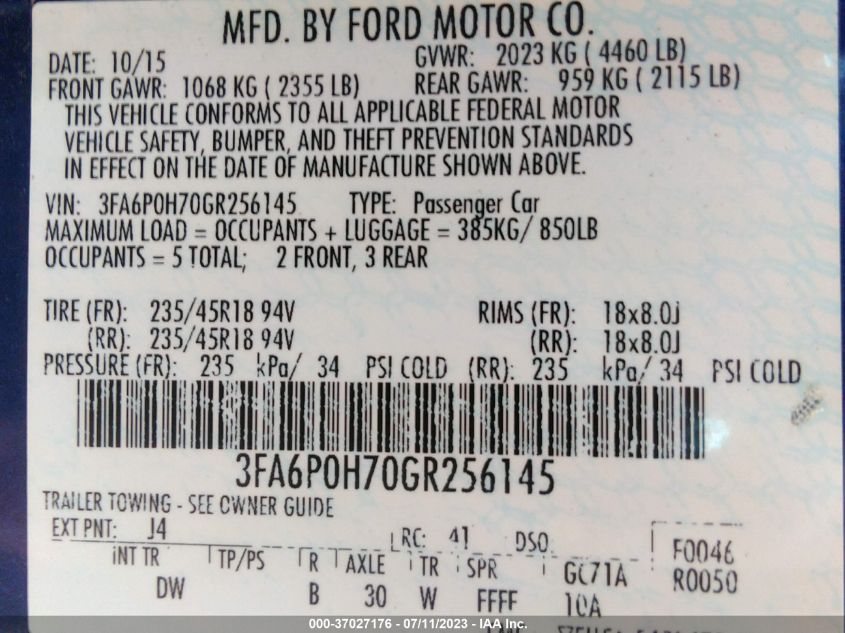 MFD. BY FORD MOTOR CO.
DATE: 10/15 GVWR: 2023 KG ( 4460 LB)
FRONT GAWR: 1068 KG ( 2355 LB) REAR GAWR: 959 KG ( 2115 LB)
THIS VEHICLE CONFORMS TO ALL APPLICABLE FEDERAL MOTOR
VEHICLE SAFETY, BUMPER, AND THEFT PREVENTION STANDARDS
IN EFFECT ON THE DATE OF MANUFACTURE SHOWN ABOVE.
VIN: 3FA6P0H70GR256145 TYPE: Passenger Car
MAXIMUM LOAD = OCCUPANTS + LUGGAGE = 385KG/ 850LB
OCCUPANTS = 5 TOTAL; 2 FRONT, 3 REAR
TIRE (FR): 235/45R18 94V RIMS (FR): 18x8.0J
(RR): 235/45R18 94V (RR): 18x8.0J
PRESSURE (FR): 235 kPa/ 34 PSI COLD (RR): 235 kPa/ 34 PSI COLD
3FA6P0H70GR256145
TRAILER TOWING - SEE OWNER GUIDE
EXT PNT: J4 RC: 41 DSO F0046
INT TR TP/PS R AXLE TR SPR GC71A R0050
DW B 30 W FFFF 10A
000-37027176 - 07/11/2023 - IAA Inc.